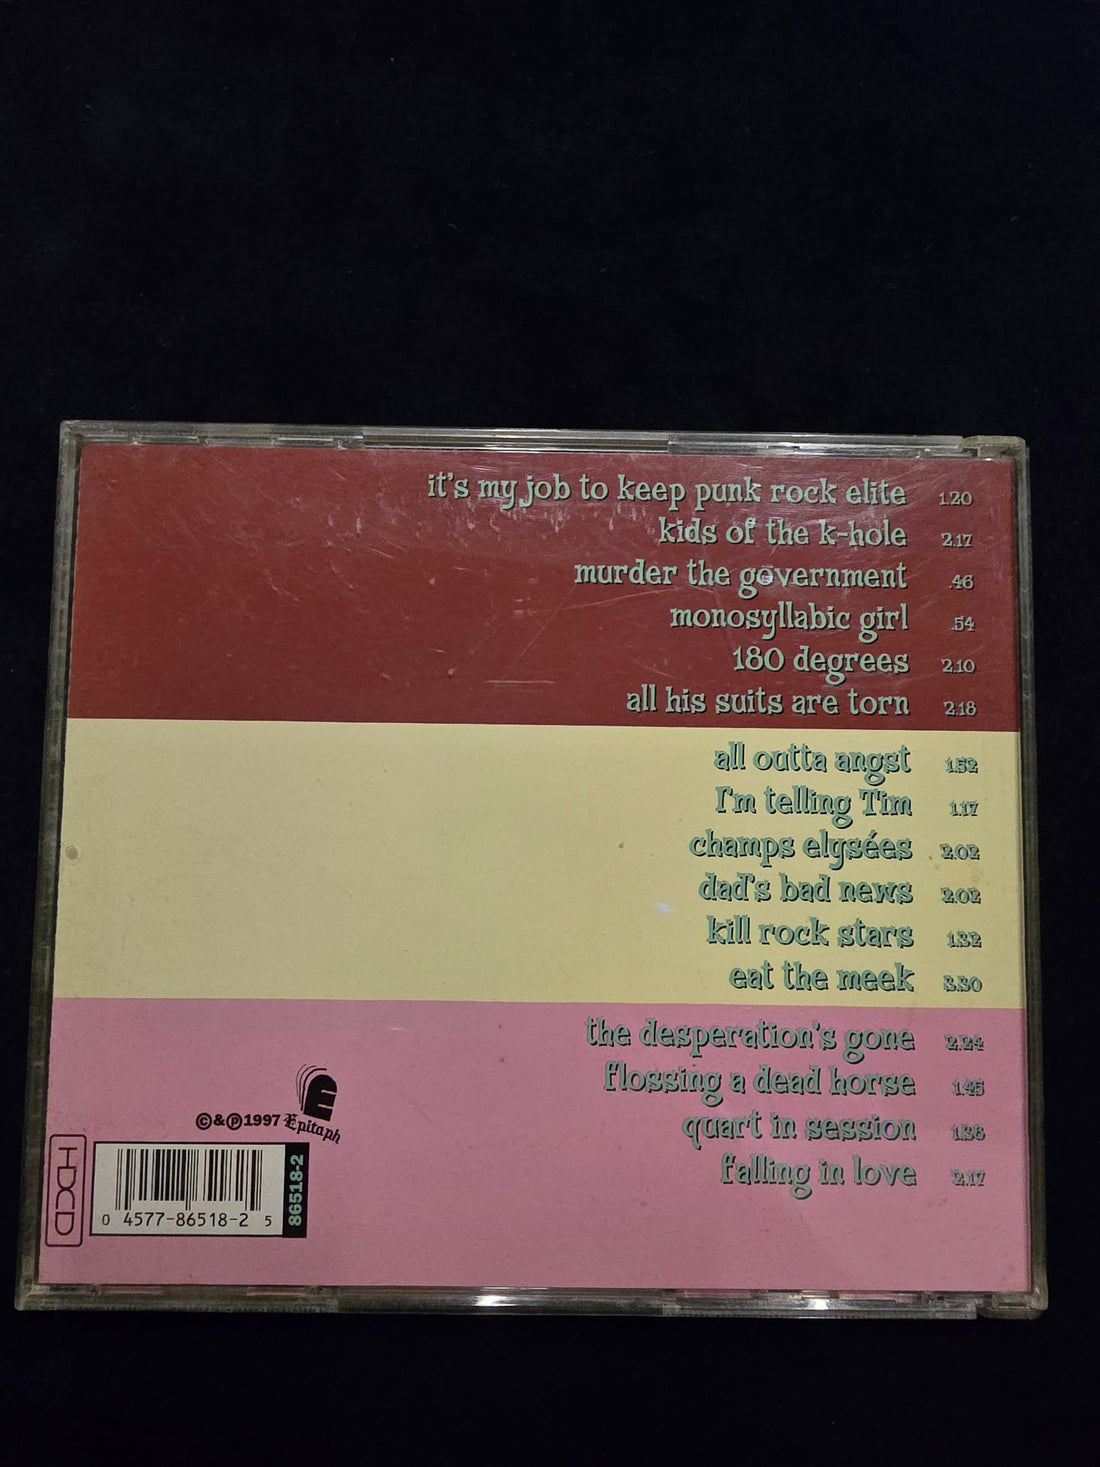 it's my job to keep punk rock elite 1.20
kids of the k-hole 2.17
murder the government .46
monosyllabic girl .54
180 degrees 2.10
all his suits are torn 2.18
all outta angst 1.52
I'm telling Tim 1.17
champs elysées 2.02
dad's bad news 2.02
kill rock stars 1.32
eat the meek 3.30
the desperation's gone 2.24
flossing a dead horse 1.45
quart in session 1.36
falling in love 2.17
©&℗1997 Epitaph
HDCD
0 4577-86518-2 5
86518-2